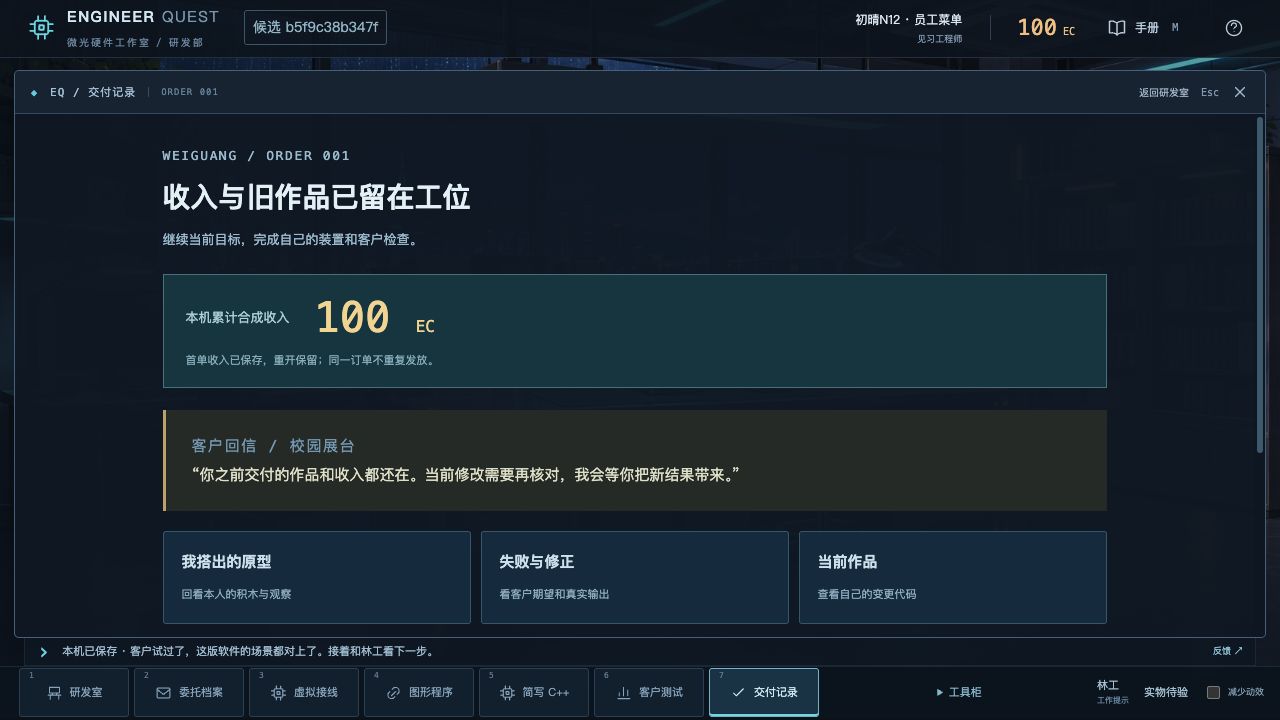 ENGINEER QUEST
微光硬件工作室 / 研发部
候选 b5f9c38b347f
初晴N12 · 员工菜单
见习工程师
100 EC
手册 M
EQ / 交付记录
ORDER 001
返回研发室 Esc
WEIGUANG / ORDER 001
收入与旧作品已留在工位
继续当前目标，完成自己的装置和客户检查。
本机累计合成收入 100 EC
首单收入已保存，重开保留；同一订单不重复发放。
客户回信 / 校园展台
“你之前交付的作品和收入都还在。当前修改需要再核对，我会等你把新结果带来。”
我搭出的原型
回看本人的积木与观察
失败与修正
看客户期望和真实输出
当前作品
查看自己的变更代码
本机已保存 · 客户试过了，这版软件的场景都对上了。接着和林工看下一步。
反馈 ↗
1 研发室
2 委托档案
3 虚拟接线
4 图形程序
5 简写 C++
6 客户测试
7 交付记录
工具柜
林工
工作提示
实物待验
减少动效